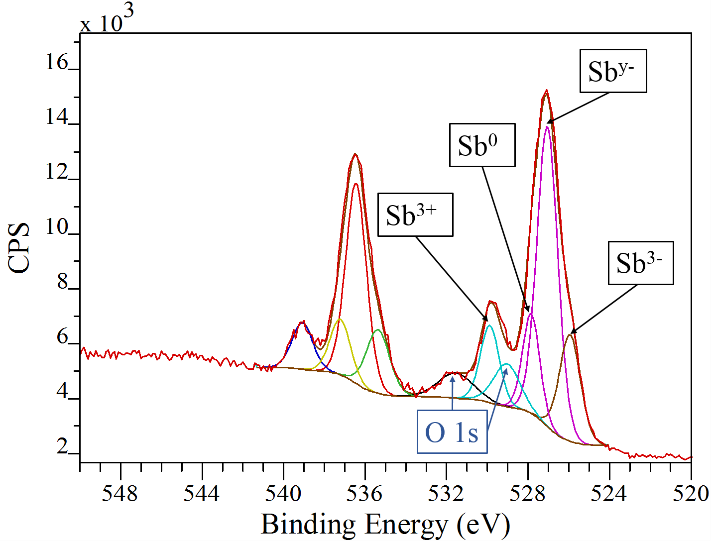 x 10³
16
14
12
10
8
6
4
2
CPS
Sb^y-
Sb⁰
Sb³⁺
Sb³⁻
O 1s
548 544 540 536 532 528 524 520
Binding Energy (eV)